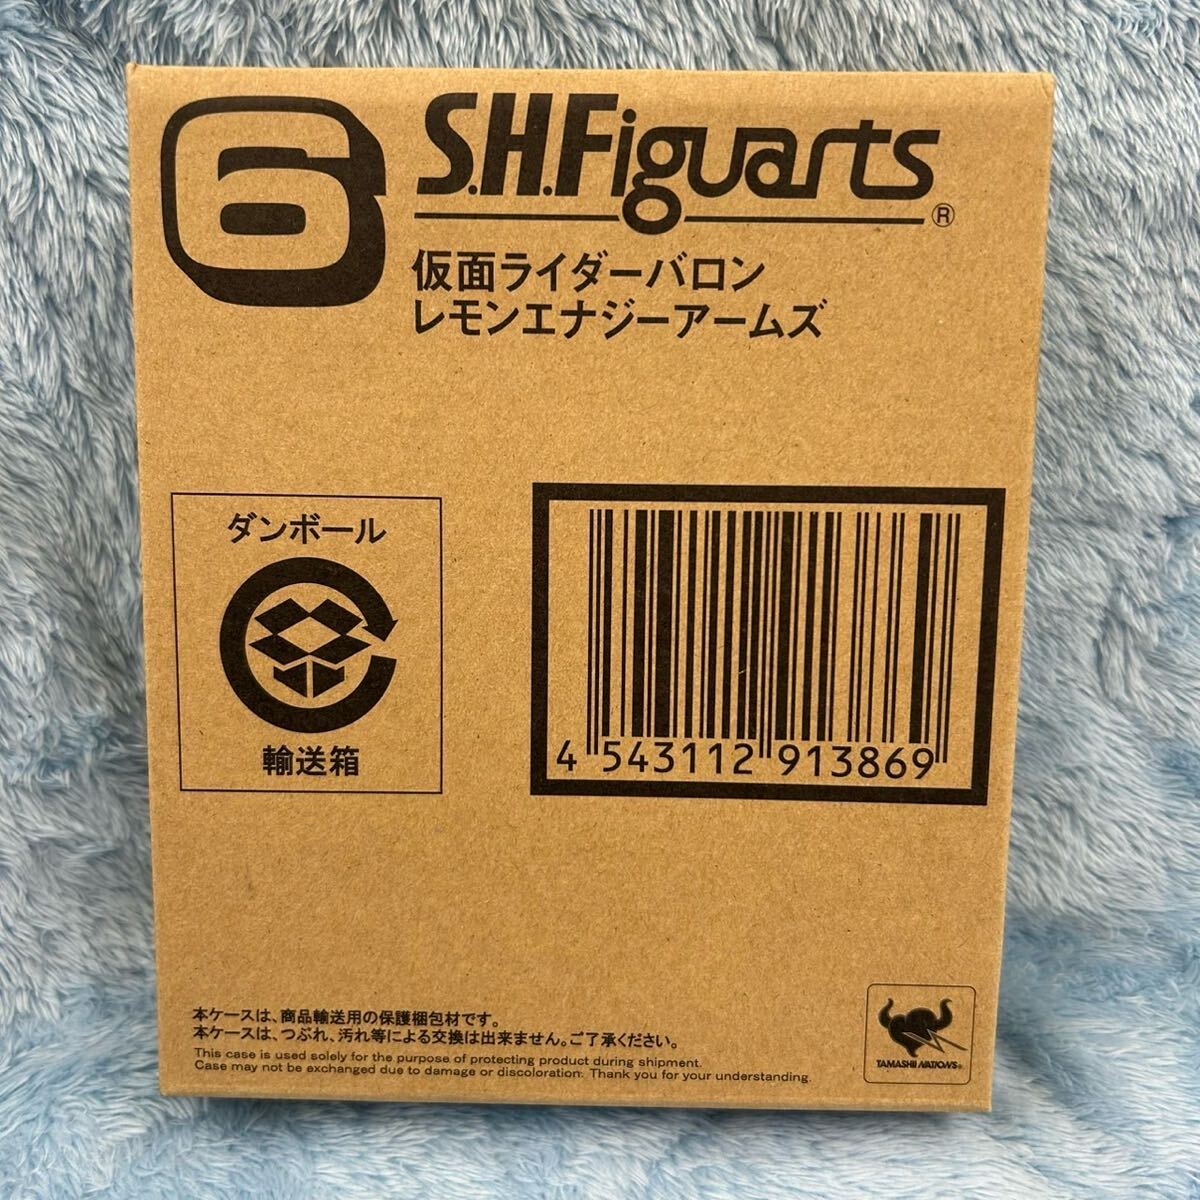 6
S.H.Figuarts®
仮面ライダーバロン
レモンエナジーアームズ
ダンボール
輸送箱
4 543112 913869
本ケースは、商品輸送用の保護梱包材です。
本ケースは、つぶれ、汚れ等による交換は出来ません。ご了承ください。
This case is used solely for the purpose of protecting product during shipment.
Case may not be exchanged due to damage or discoloration. Thank you for your understanding.
TAMASHII NATIONS®